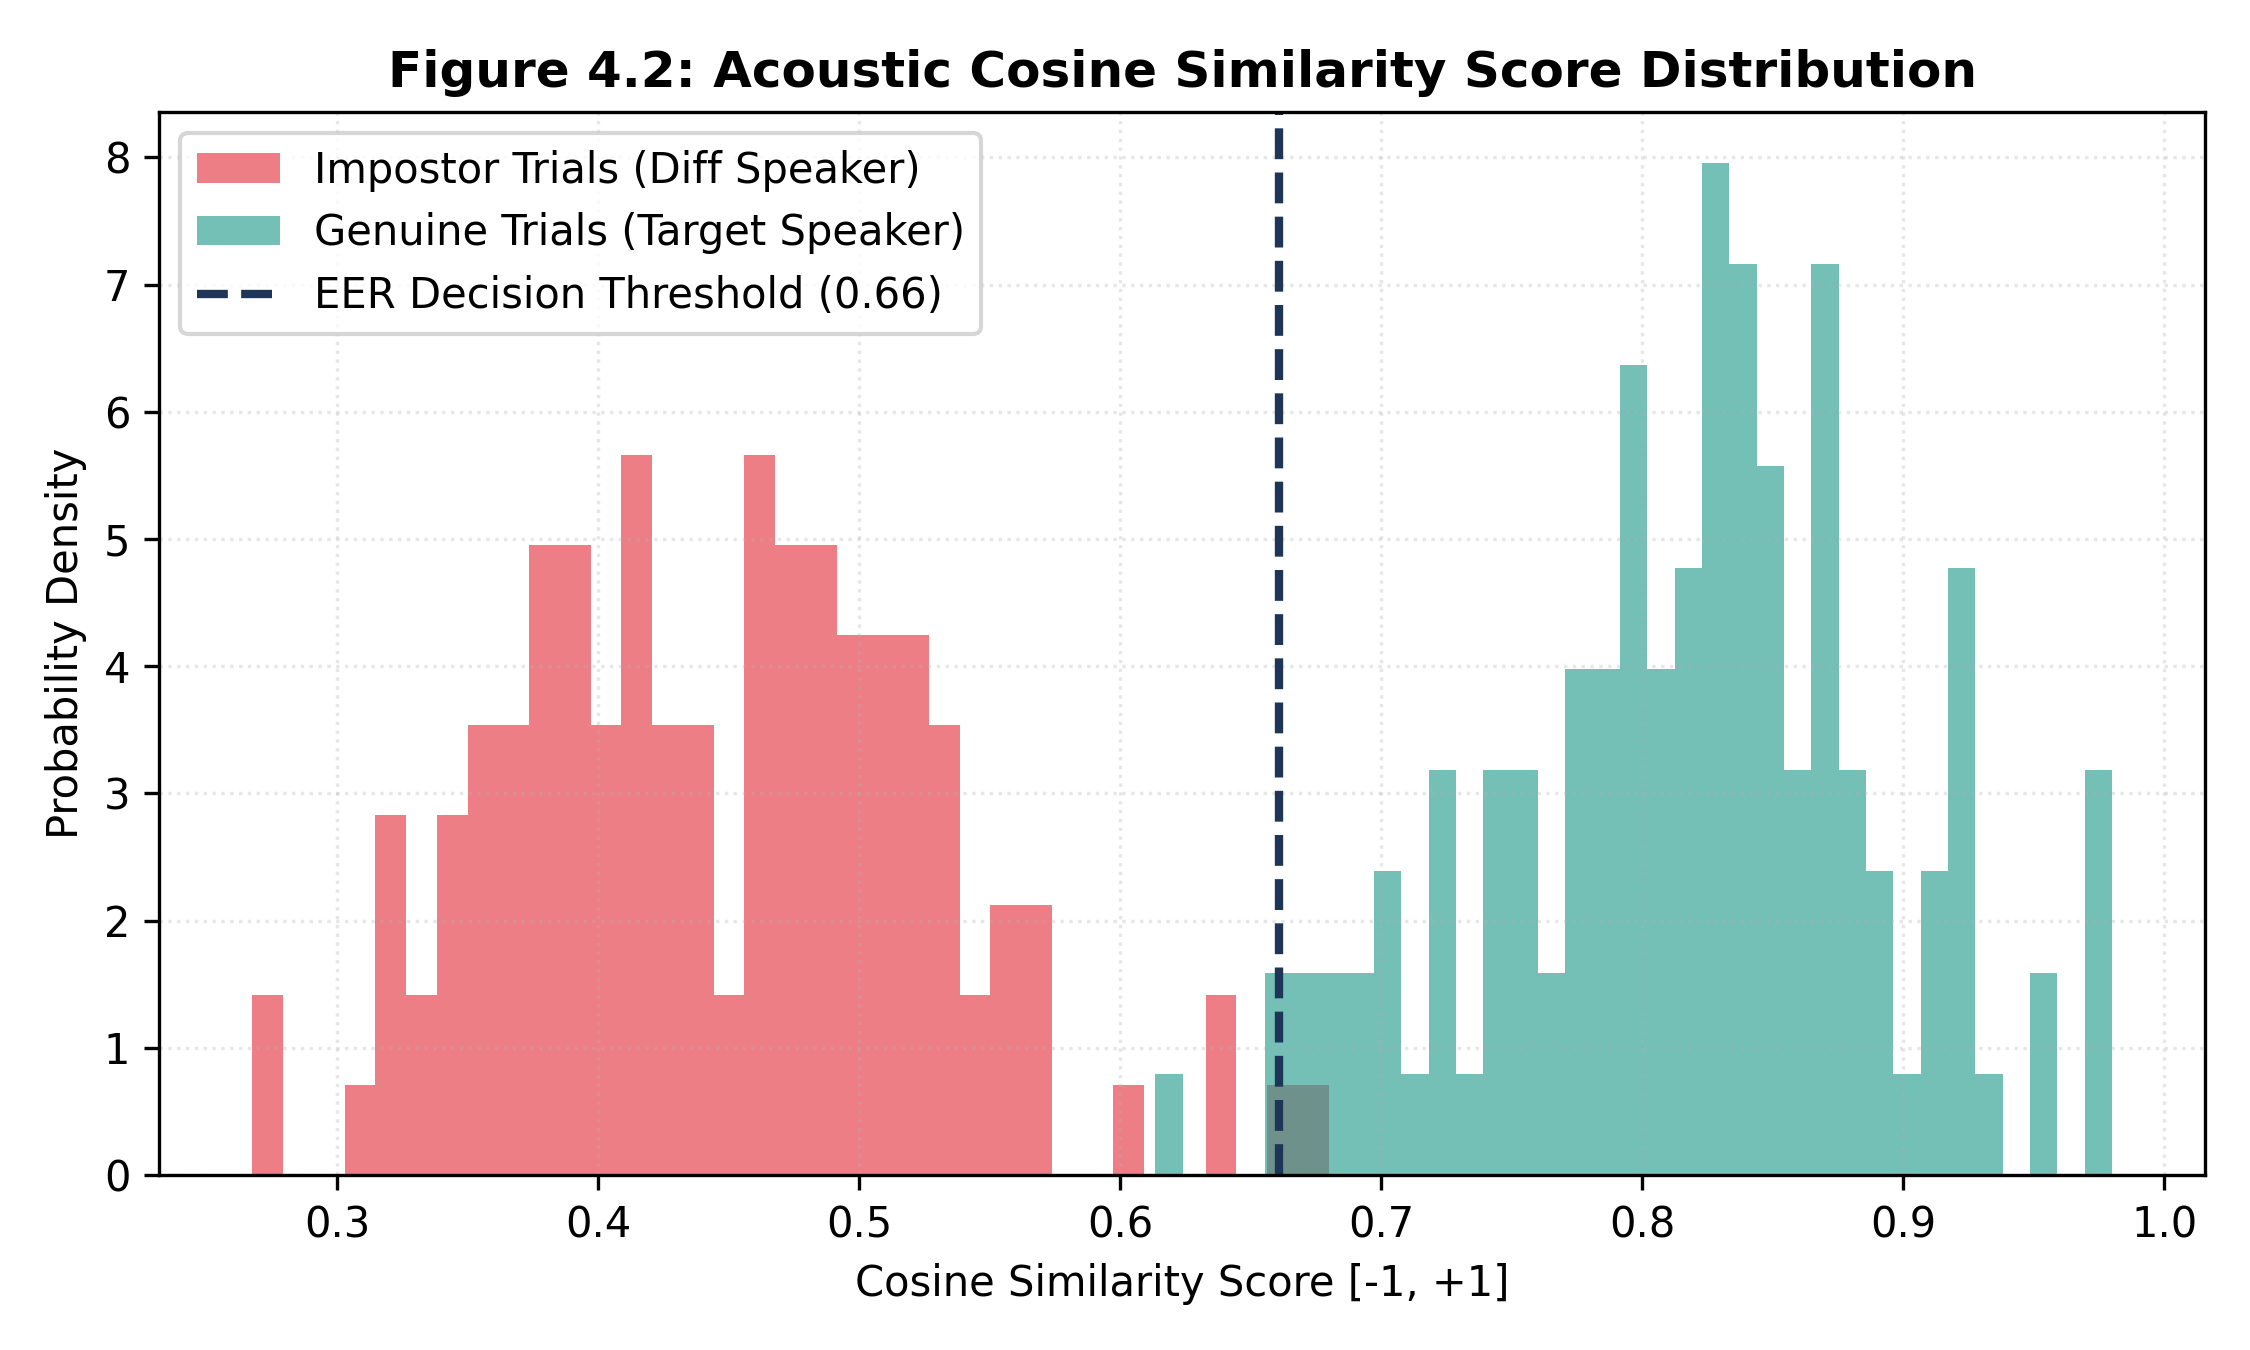 Figure 4.2: Acoustic Cosine Similarity Score Distribution
Impostor Trials (Diff Speaker)
Genuine Trials (Target Speaker)
EER Decision Threshold (0.66)
Probability Density
8
7
6
5
4
3
2
1
0
0.3 0.4 0.5 0.6 0.7 0.8 0.9 1.0
Cosine Similarity Score [-1, +1]